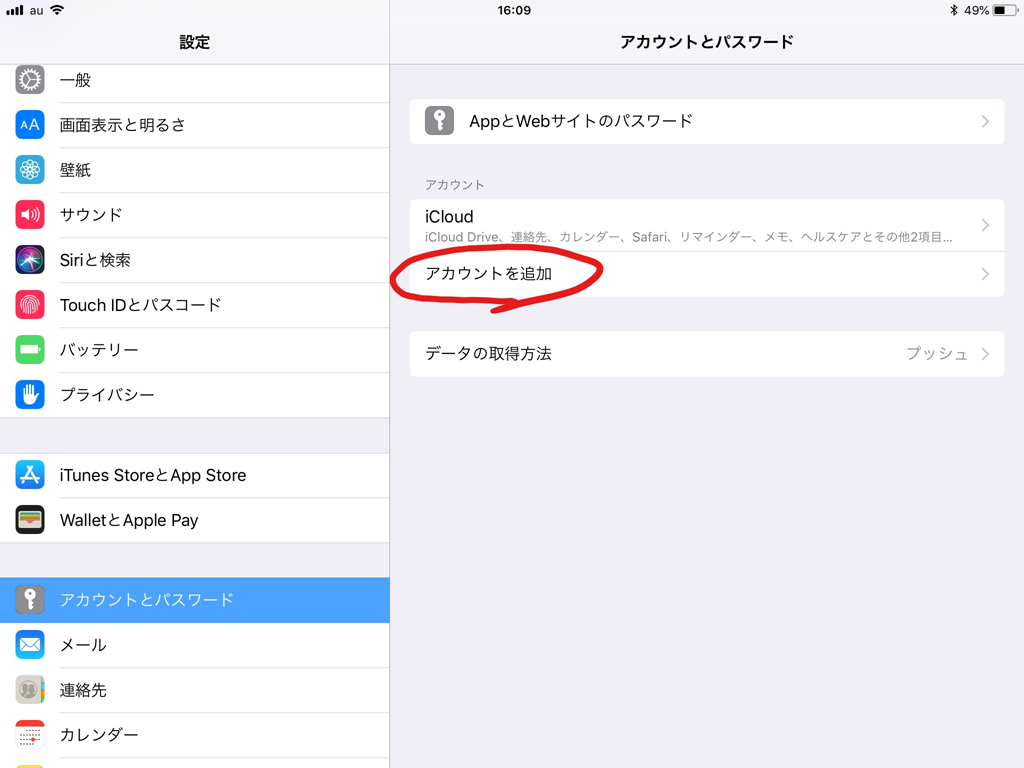 au
16:09
49%
設定
アカウントとパスワード
一般
AA
画面表示と明るさ
壁紙
サウンド
Siriと検索
Touch IDとパスコード
バッテリー
プライバシー
iTunes StoreとApp Store
WalletとApple Pay
アカウントとパスワード
メール
連絡先
カレンダー
AppとWebサイトのパスワード
アカウント
iCloud
iCloud Drive、連絡先、カレンダー、Safari、リマインダー、メモ、ヘルスケアとその他2項目...
アカウントを追加
データの取得方法
プッシュ